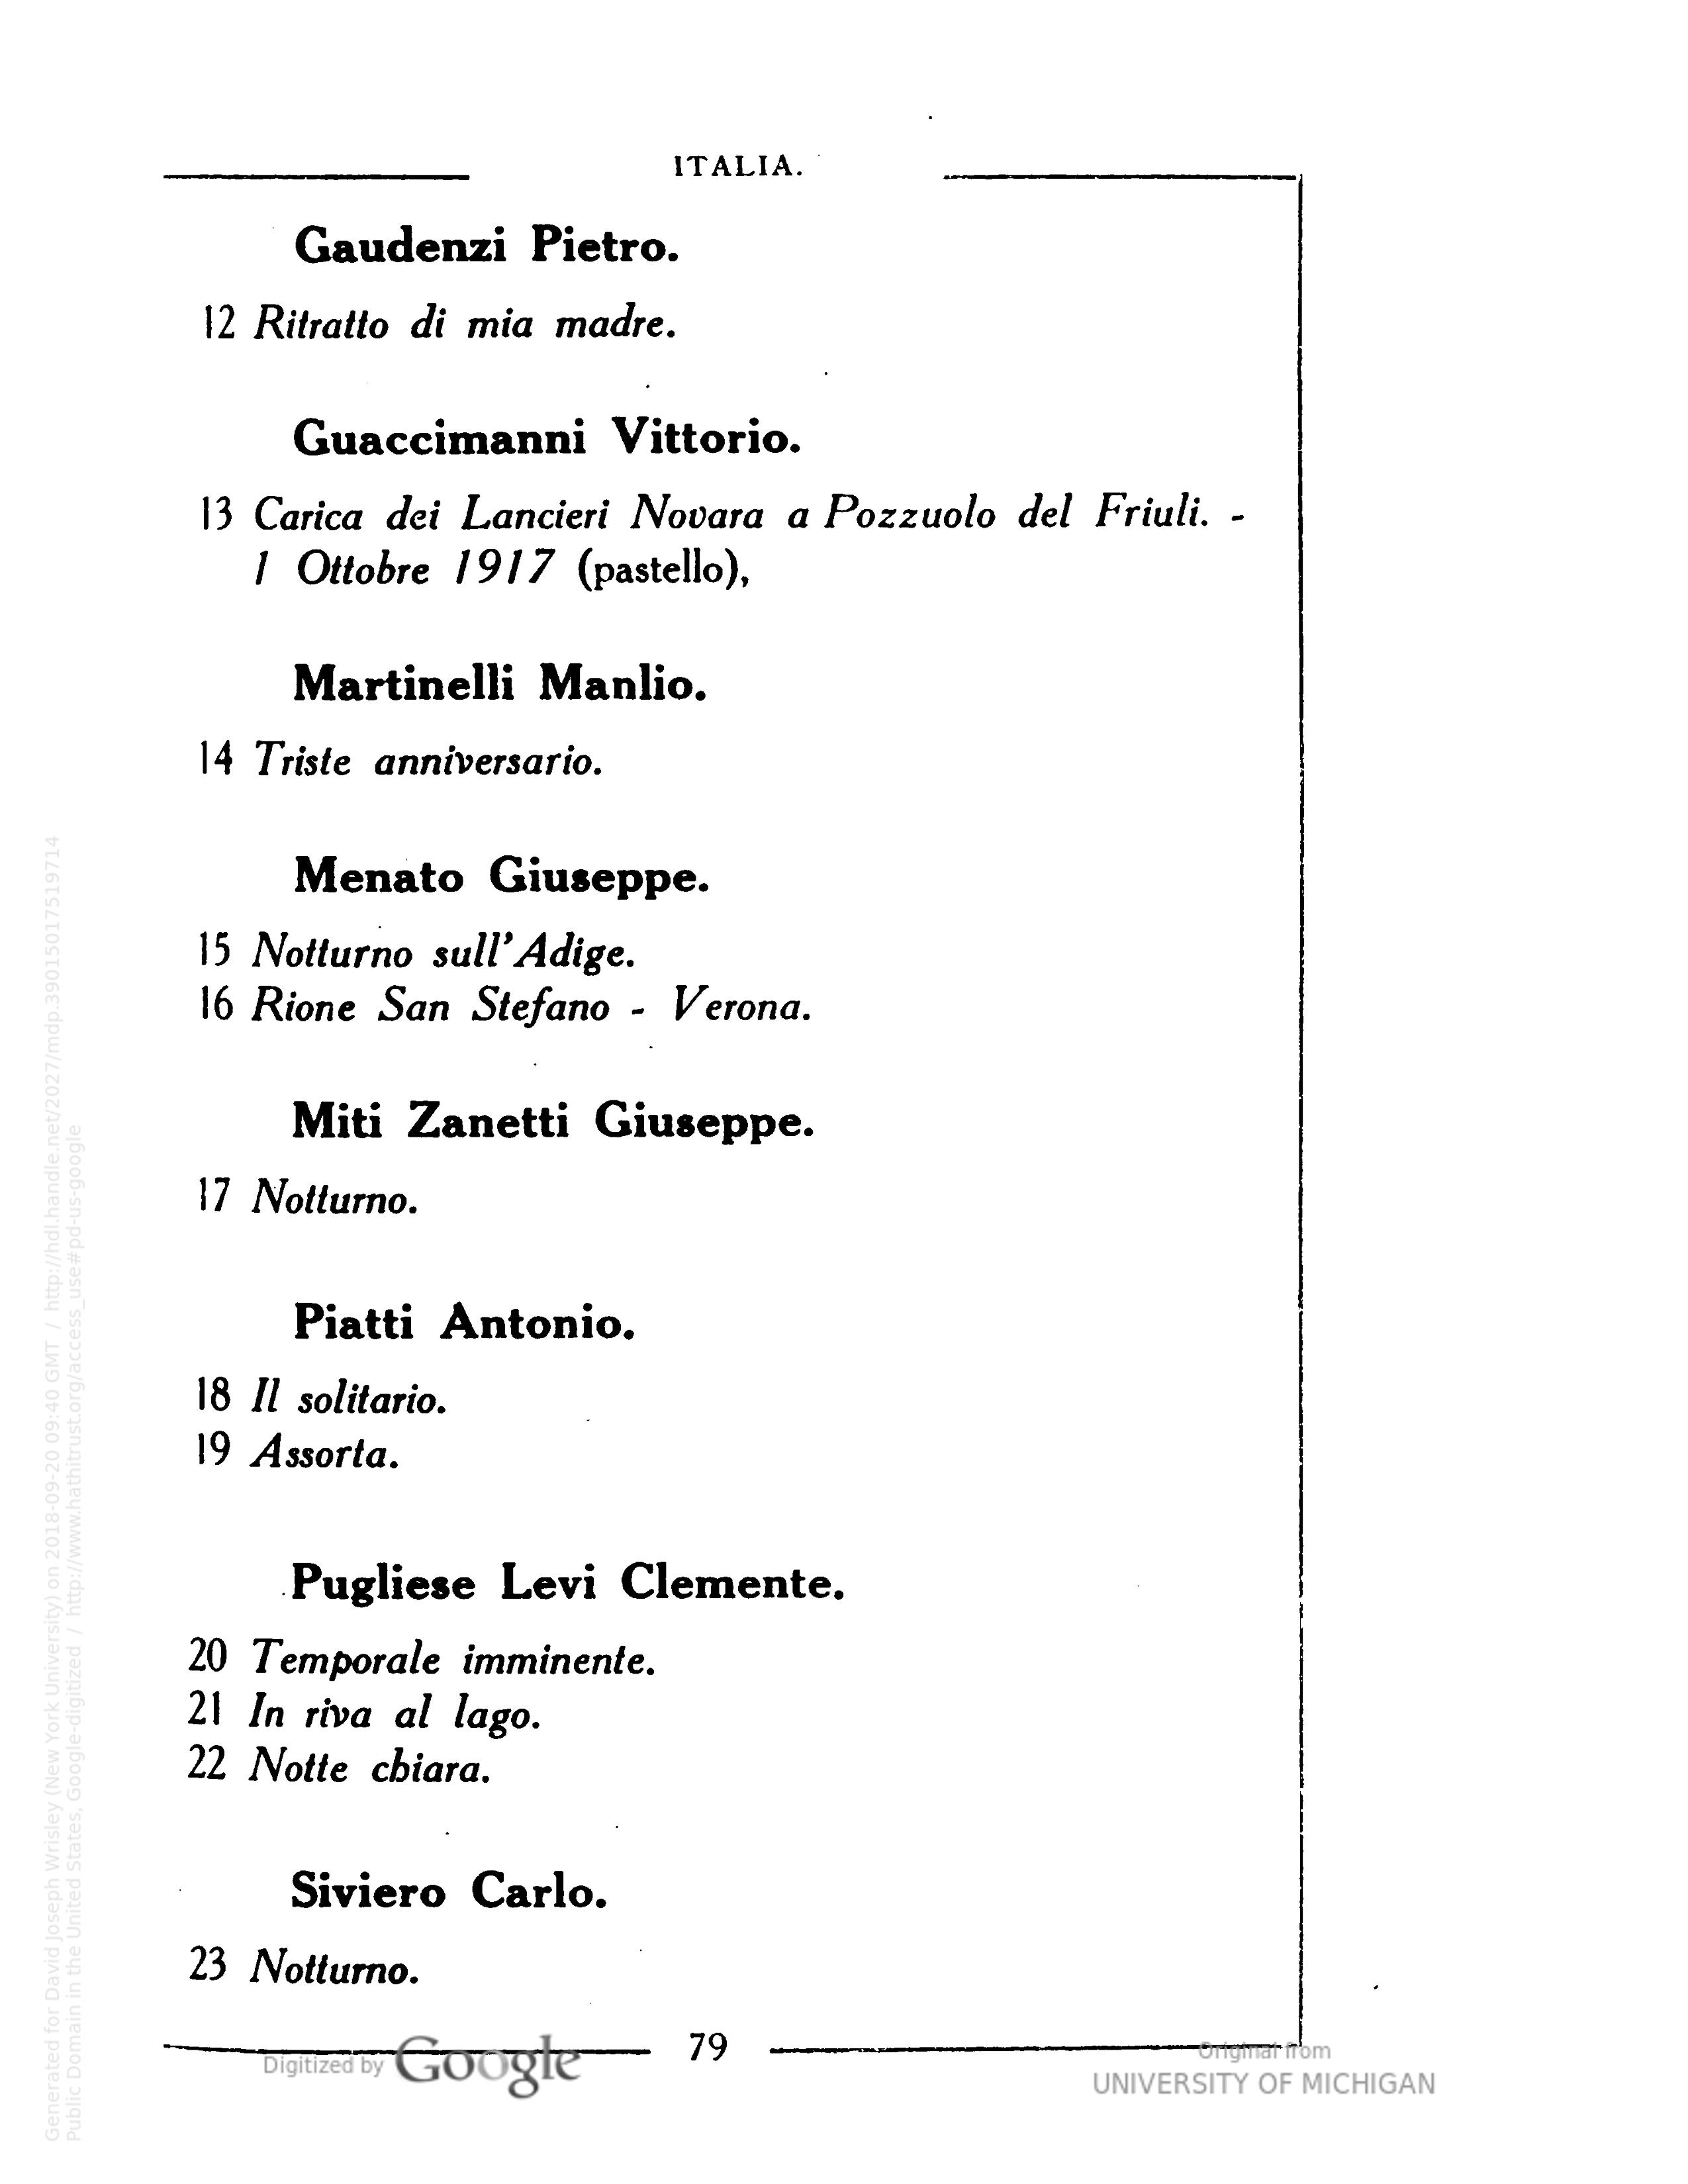 ITALIA.
Gaudenzi Pietro.
12 Ritratto di mia madre.
Guaccimanni Vittorio.
13 Carica dei Lancieri Novara a Pozzuolo del Friuli. -
1 Ottobre 1917 (pastello),
Martinelli Manlio.
14 Triste anniversario.
Menato Giuseppe.
15 Notturno sull'Adige.
16 Rione San Stefano - Verona.
Miti Zanetti Giuseppe.
17 Notturno.
Piatti Antonio.
18 Il solitario.
19 Assorta.
Pugliese Levi Clemente.
20 Temporale imminente.
21 In riva al lago.
22 Notte chiara.
Siviero Carlo.
23 Notturno.
79
Digitized by Google
Original from
UNIVERSITY OF MICHIGAN
Generated for David Joseph Wrisley (New York University) on 2018-09-20 09:40 GMT / http://hdl.handle.net/2027/mdp.39015017519714
Public Domain in the United States, Google-digitized / http://www.hathitrust.org/access_use#pd-us-google